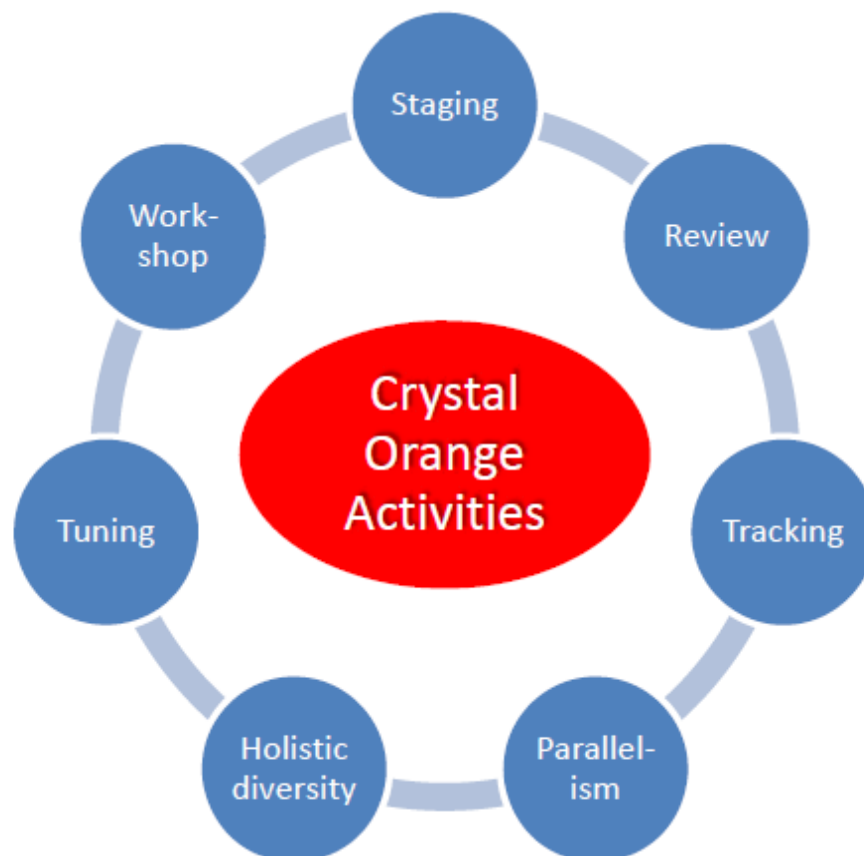 Staging
Review
Tracking
Parallel-
ism
Holistic
diversity
Tuning
Work-
shop
Crystal
Orange
Activities